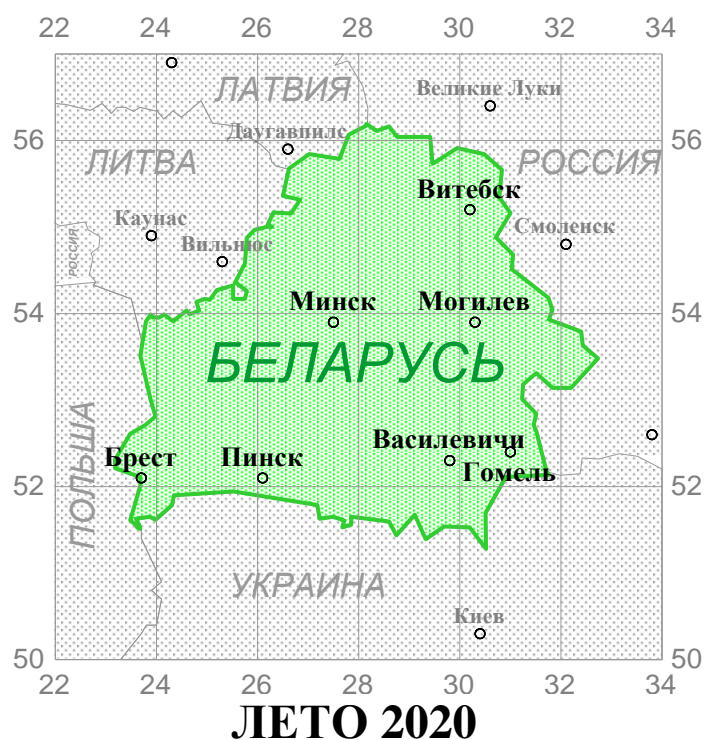 22 24 26 28 30 32 34
ЛАТВИЯ
Великие Луки
56 56
Даугавпилс
ЛИТВА
РОССИЯ
Витебск
Каунас
Смоленск
Вильнюс
РОССИЯ
54 54
Минск
Могилев
БЕЛАРУСЬ
ПОЛЬША
Василевичи
Брест
Пинск
Гомель
52 52
УКРАИНА
Киев
50 50
22 24 26 28 30 32 34
ЛЕТО 2020